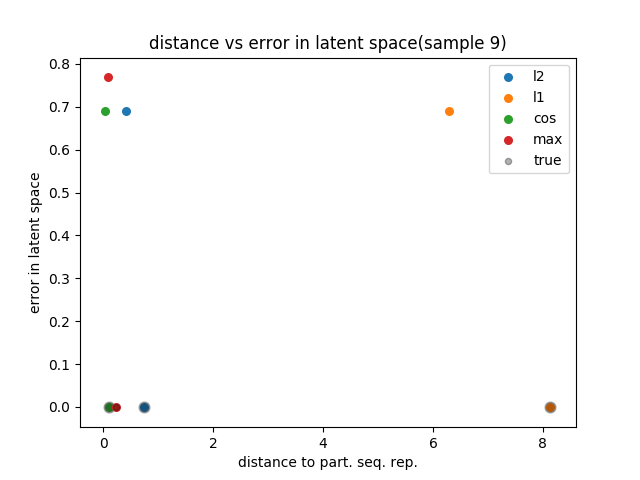 distance vs error in latent space(sample 9)
0.8
0.7
0.6
0.5
0.4
0.3
0.2
0.1
0.0
error in latent space
l2
l1
cos
max
true
0 2 4 6 8
distance to part. seq. rep.